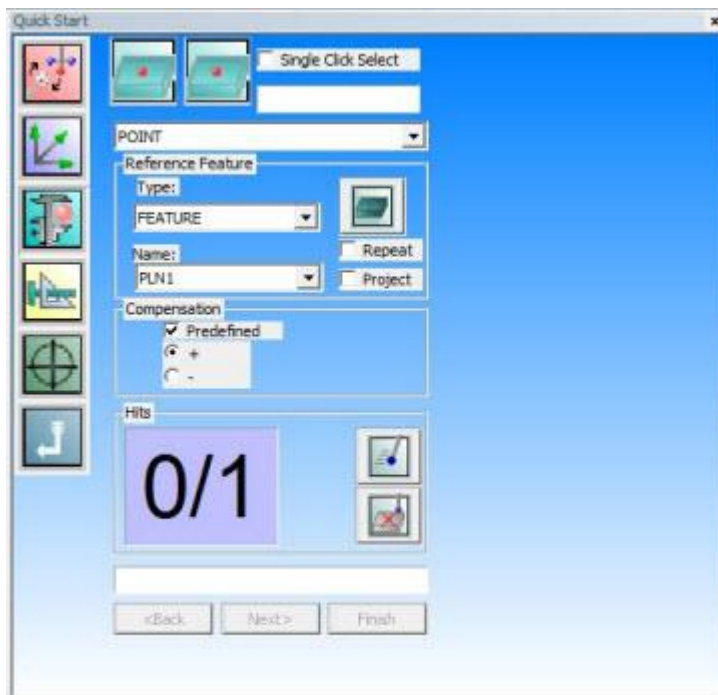 Quick Start
Single Click Select
POINT
Reference Feature
Type:
FEATURE
Name:
Repeat
PLN1
Project
Compensation
Predefined
+
-
Hits
0/1
<Back
Next>
Finish